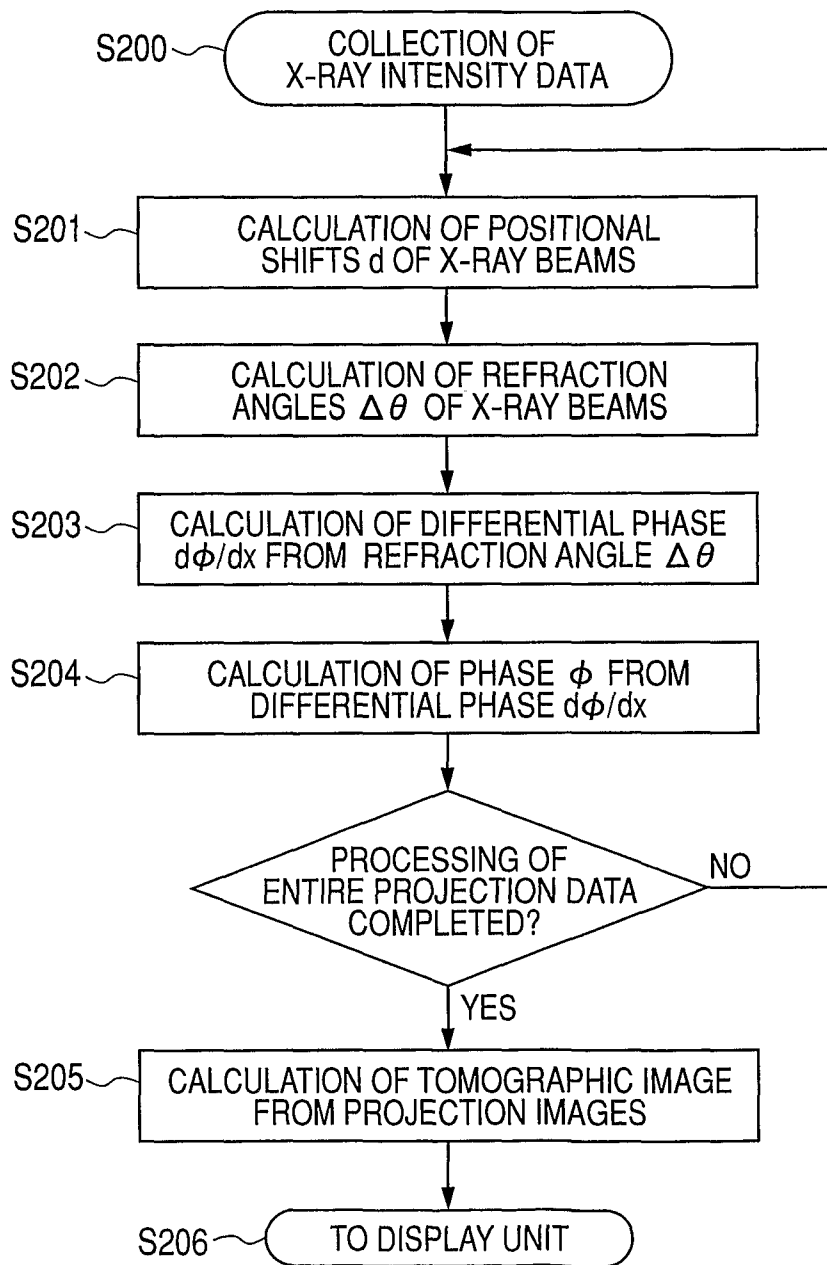 S200
COLLECTION OF
X-RAY INTENSITY DATA
S201
CALCULATION OF POSITIONAL
SHIFTS d OF X-RAY BEAMS
S202
CALCULATION OF REFRACTION
ANGLES Δθ OF X-RAY BEAMS
S203
CALCULATION OF DIFFERENTIAL PHASE
dϕ/dx FROM REFRACTION ANGLE Δθ
S204
CALCULATION OF PHASE ϕ FROM
DIFFERENTIAL PHASE dϕ/dx
PROCESSING OF
ENTIRE PROJECTION DATA
COMPLETED?
NO
YES
S205
CALCULATION OF TOMOGRAPHIC IMAGE
FROM PROJECTION IMAGES
S206
TO DISPLAY UNIT